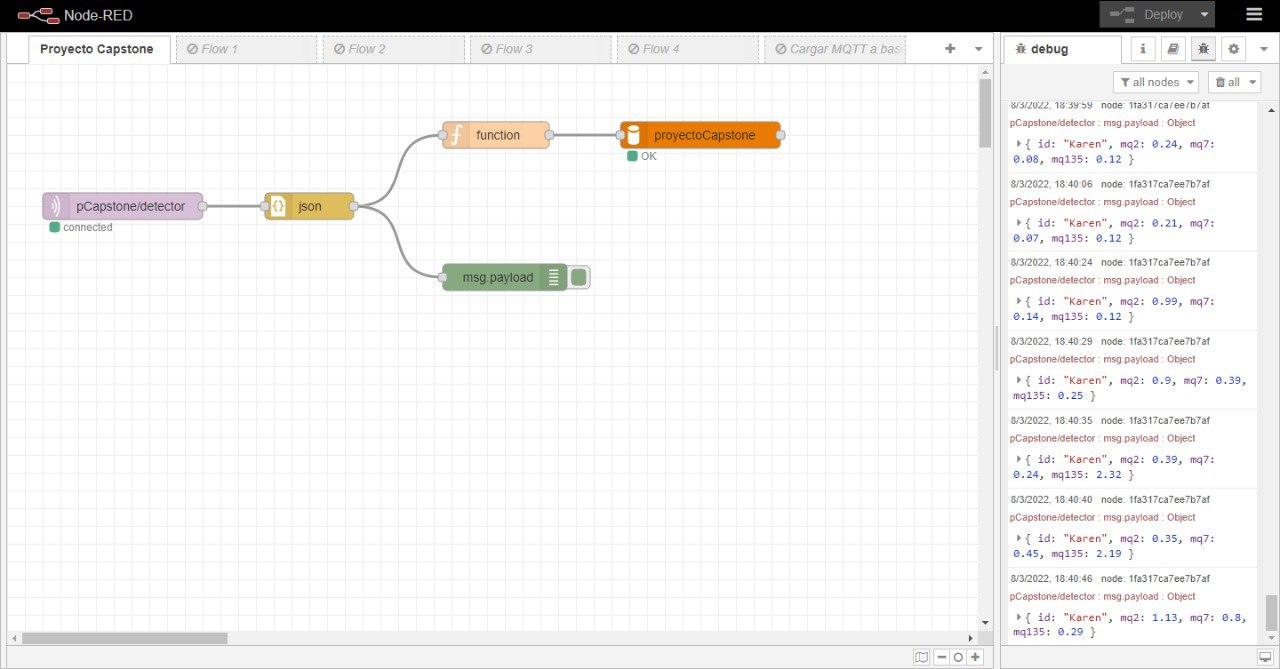 Node-RED
Deploy
Proyecto Capstone
Flow 1
Flow 2
Flow 3
Flow 4
Cargar MQTT a bas
function
proyectoCapstone
OK
pCapstone/detector
json
connected
msg.payload
debug
all nodes
all
8/3/2022, 18:39:59 node: 1fa317ca7ee7b7af
pCapstone/detector : msg.payload : Object
{ id: "Karen", mq2: 0.24, mq7:
0.08, mq135: 0.12 }
8/3/2022, 18:40:06 node: 1fa317ca7ee7b7af
pCapstone/detector : msg.payload : Object
{ id: "Karen", mq2: 0.21, mq7:
0.07, mq135: 0.12 }
8/3/2022, 18:40:24 node: 1fa317ca7ee7b7af
pCapstone/detector : msg.payload : Object
{ id: "Karen", mq2: 0.99, mq7:
0.14, mq135: 0.12 }
8/3/2022, 18:40:29 node: 1fa317ca7ee7b7af
pCapstone/detector : msg.payload : Object
{ id: "Karen", mq2: 0.9, mq7: 0.39,
mq135: 0.25 }
8/3/2022, 18:40:35 node: 1fa317ca7ee7b7af
pCapstone/detector : msg.payload : Object
{ id: "Karen", mq2: 0.39, mq7:
0.24, mq135: 2.32 }
8/3/2022, 18:40:40 node: 1fa317ca7ee7b7af
pCapstone/detector : msg.payload : Object
{ id: "Karen", mq2: 0.35, mq7:
0.45, mq135: 2.19 }
8/3/2022, 18:40:46 node: 1fa317ca7ee7b7af
pCapstone/detector : msg.payload : Object
{ id: "Karen", mq2: 1.13, mq7: 0.8,
mq135: 0.29 }